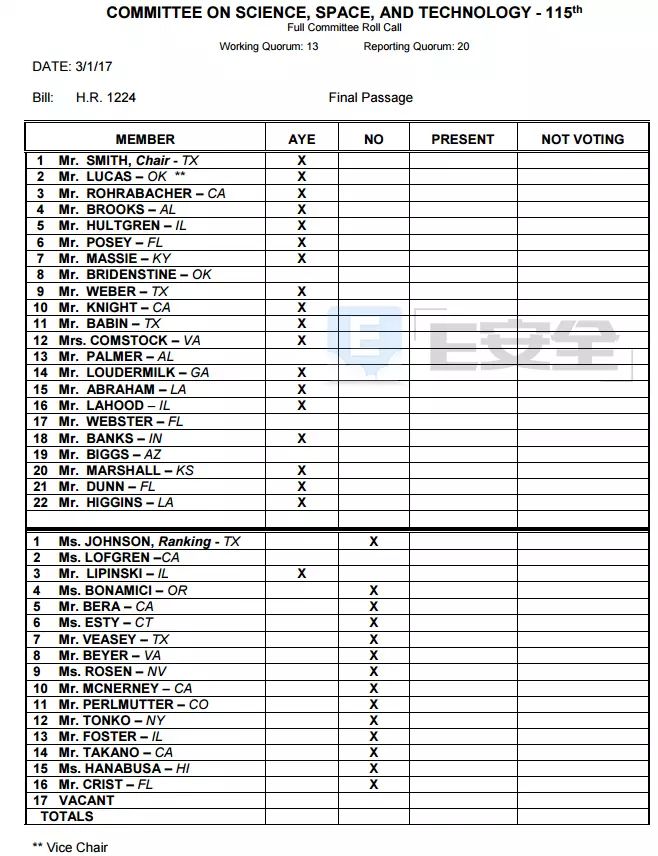 COMMITTEE ON SCIENCE, SPACE, AND TECHNOLOGY - 115th
Full Committee Roll Call
Working Quorum: 13 Reporting Quorum: 20
DATE: 3/1/17
Bill: H.R. 1224 Final Passage
MEMBER AYE NO PRESENT NOT VOTING
1 Mr. SMITH, Chair - TX X
2 Mr. LUCAS – OK ** X
3 Mr. ROHRABACHER – CA X
4 Mr. BROOKS – AL X
5 Mr. HULTGREN – IL X
6 Mr. POSEY – FL X
7 Mr. MASSIE – KY X
8 Mr. BRIDENSTINE – OK
9 Mr. WEBER – TX X
10 Mr. KNIGHT – CA X
11 Mr. BABIN – TX X
12 Mrs. COMSTOCK – VA X
13 Mr. PALMER – AL
14 Mr. LOUDERMILK – GA X
15 Mr. ABRAHAM – LA X
16 Mr. LAHOOD – IL X
17 Mr. WEBSTER – FL
18 Mr. BANKS – IN X
19 Mr. BIGGS – AZ
20 Mr. MARSHALL – KS X
21 Mr. DUNN – FL X
22 Mr. HIGGINS – LA X
1 Ms. JOHNSON, Ranking - TX X
2 Ms. LOFGREN –CA
3 Mr. LIPINSKI – IL X
4 Ms. BONAMICI – OR X
5 Mr. BERA – CA X
6 Ms. ESTY – CT X
7 Mr. VEASEY – TX X
8 Mr. BEYER – VA X
9 Ms. ROSEN – NV X
10 Mr. MCNERNEY – CA X
11 Mr. PERLMUTTER – CO X
12 Mr. TONKO – NY X
13 Mr. FOSTER – IL X
14 Mr. TAKANO – CA X
15 Ms. HANABUSA – HI X
16 Mr. CRIST – FL X
17 VACANT
TOTALS
** Vice Chair
E安全